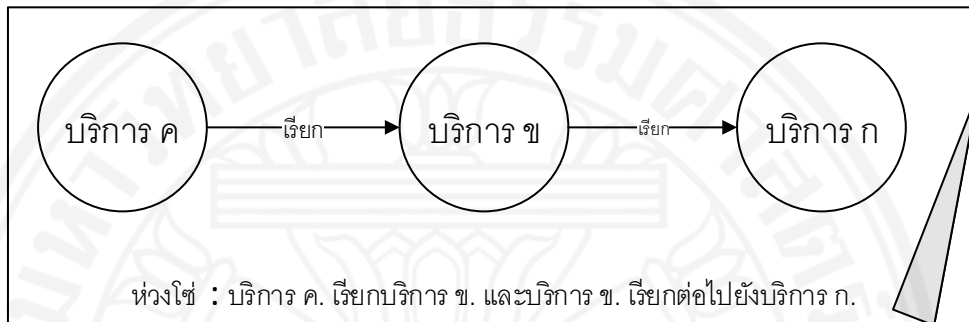 บริการ ค เรียก บริการ ข เรียก บริการ ก
ห่วงโซ่ : บริการ ค. เรียกบริการ ข. และบริการ ข. เรียกต่อไปยังบริการ ก.